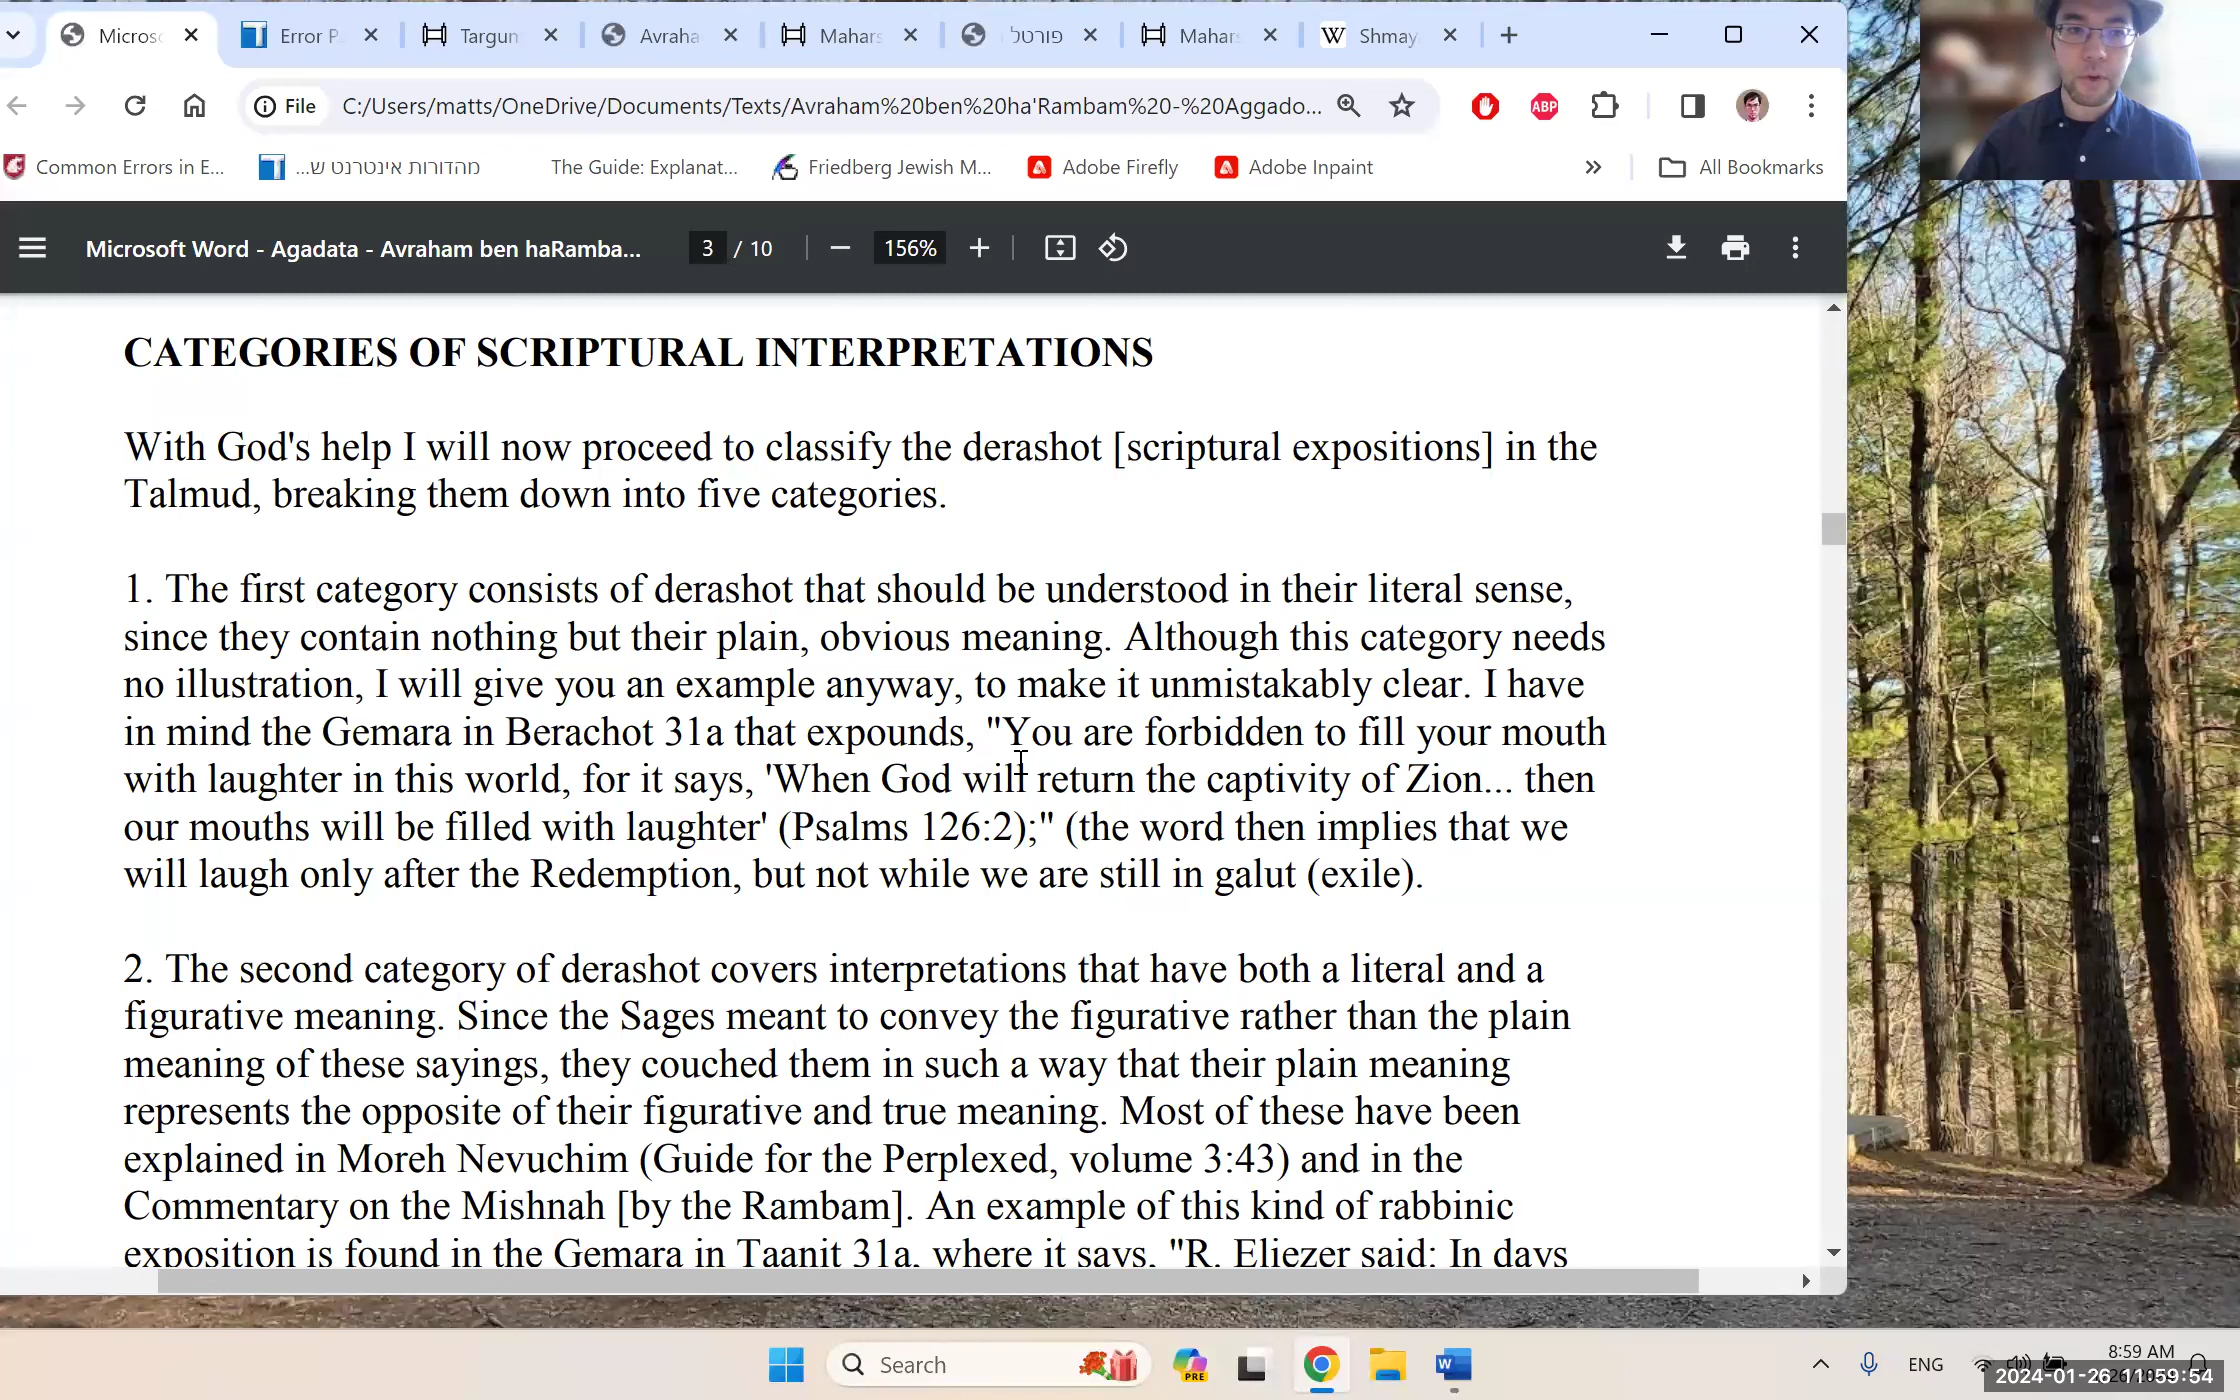 Micros
Error P
Targun
Avraha
Mahars
פורטל
Mahars
W Shmay
File
C:/Users/matts/OneDrive/Documents/Texts/Avraham%20ben%20ha'Rambam%20-%20Aggado...
ABP
Common Errors in E...
מהדורות אינטרנט ש...
The Guide: Explanat...
Friedberg Jewish M...
Adobe Firefly
Adobe Inpaint
All Bookmarks
Microsoft Word - Agadata - Avraham ben haRamba...
3 / 10
156%
CATEGORIES OF SCRIPTURAL INTERPRETATIONS
With God's help I will now proceed to classify the derashot [scriptural expositions] in the
Talmud, breaking them down into five categories.
1. The first category consists of derashot that should be understood in their literal sense,
since they contain nothing but their plain, obvious meaning. Although this category needs
no illustration, I will give you an example anyway, to make it unmistakably clear. I have
in mind the Gemara in Berachot 31a that expounds, "You are forbidden to fill your mouth
with laughter in this world, for it says, 'When God will return the captivity of Zion... then
our mouths will be filled with laughter' (Psalms 126:2);" (the word then implies that we
will laugh only after the Redemption, but not while we are still in galut (exile).
2. The second category of derashot covers interpretations that have both a literal and a
figurative meaning. Since the Sages meant to convey the figurative rather than the plain
meaning of these sayings, they couched them in such a way that their plain meaning
represents the opposite of their figurative and true meaning. Most of these have been
explained in Moreh Nevuchim (Guide for the Perplexed, volume 3:43) and in the
Commentary on the Mishnah [by the Rambam]. An example of this kind of rabbinic
exposition is found in the Gemara in Taanit 31a, where it says, "R. Eliezer said: In days
Search
PRE
W
ENG
8:59 AM
2024-01-26 11:59:54